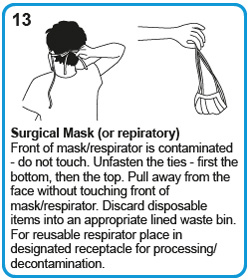 13
Surgical Mask (or repiratory)
Front of mask/respirator is contaminated
- do not touch. Unfasten the ties - first the
bottom, then the top. Pull away from the
face without touching front of
mask/respirator. Discard disposable
items into an appropriate lined waste bin.
For reusable respirator place in
designated receptacle for processing/
decontamination.